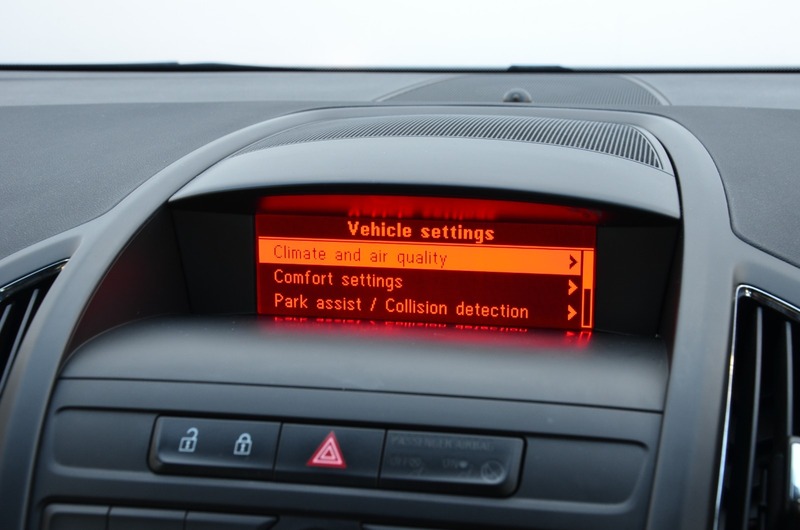 Vehicle settings
Climate and air quality
Comfort settings
Park assist / Collision detection
PASSENGER AIRBAG